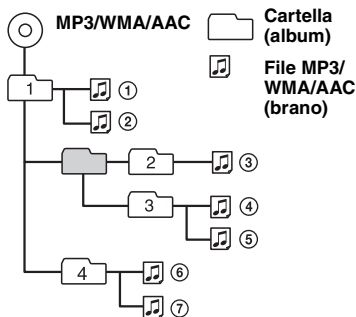 MP3/WMA/AAC
Cartella
(album)
File MP3/
WMA/AAC
(brano)
1
①
②
2
③
3
④
⑤
4
⑥
⑦